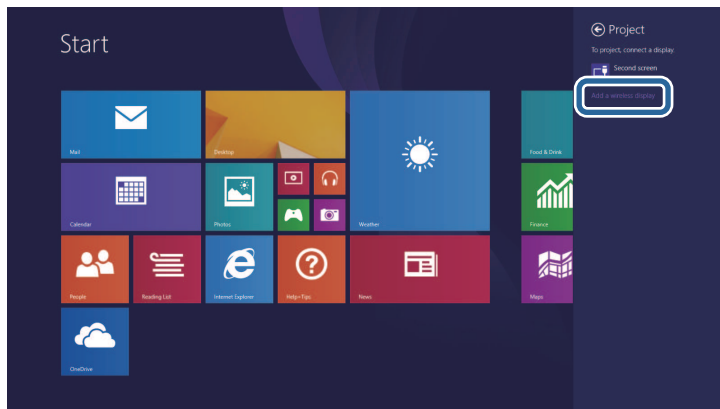 Start
Project
To project, connect a display
Second screen
Add a wireless display
Mail
Desktop
Food & Drink
Calendar
Photos
Weather
Finance
People
Reading List
Internet Explorer
Help+Tips
News
Maps
OneDrive